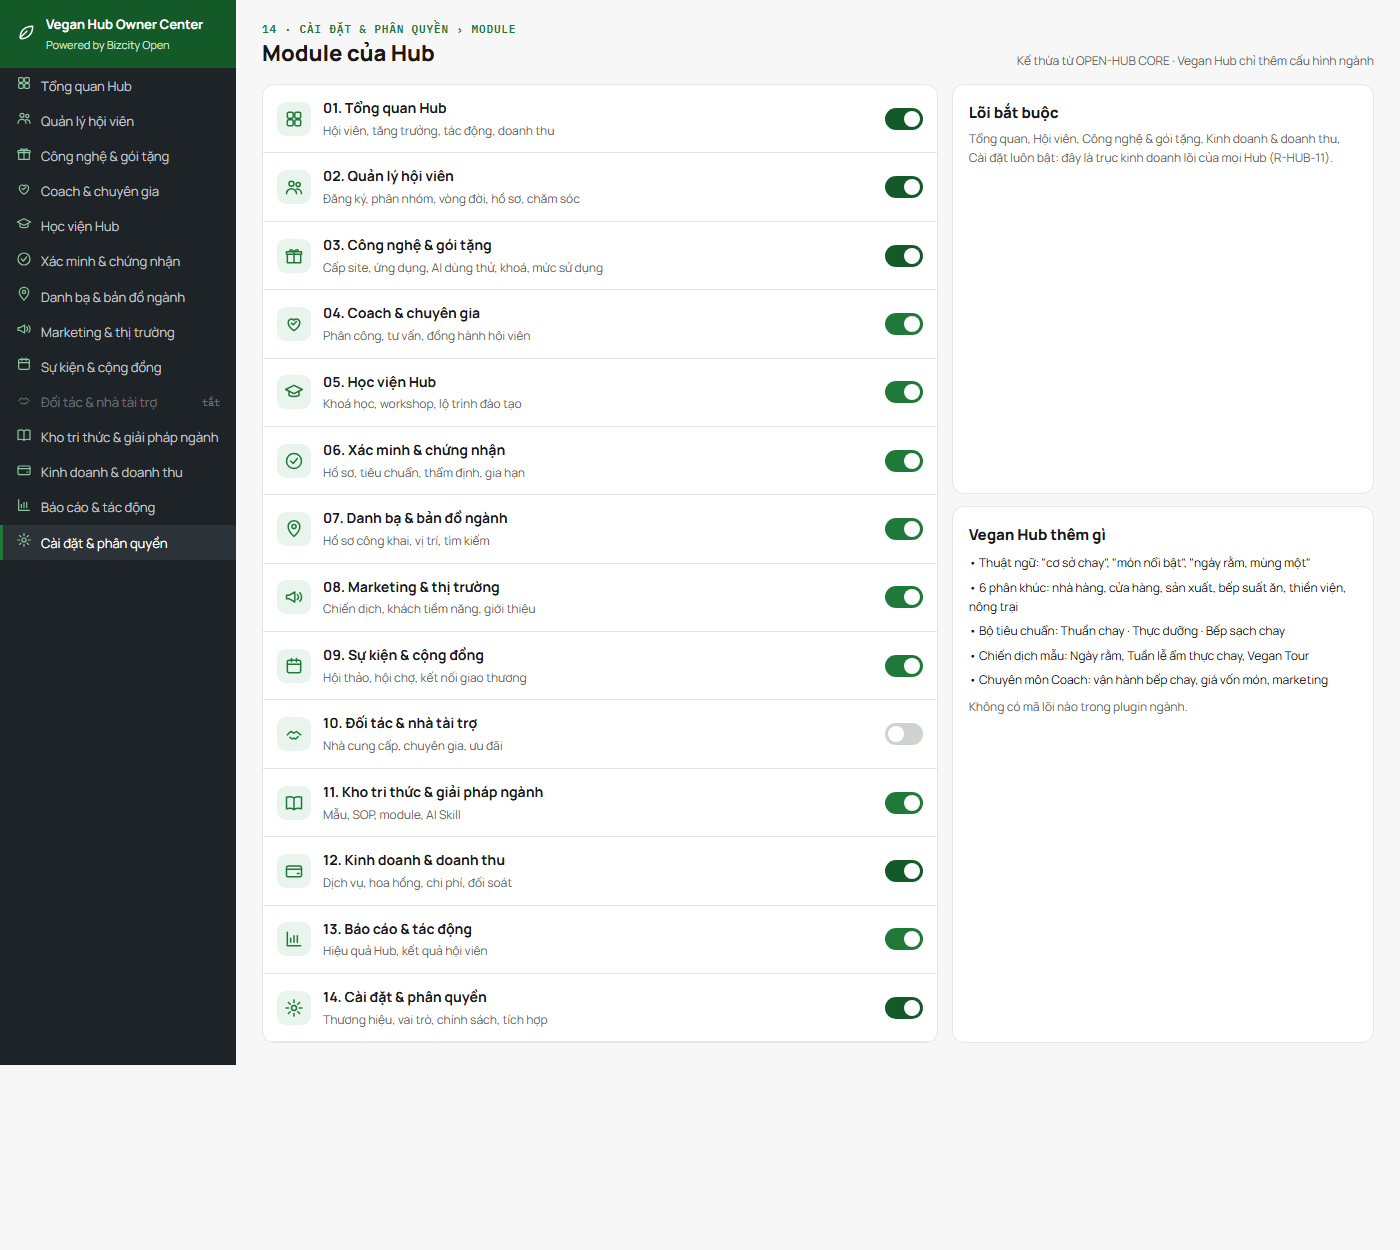 Vegan Hub Owner Center
Powered by Bizcity Open
Tổng quan Hub
Quản lý hội viên
Công nghệ & gói tặng
Coach & chuyên gia
Học viện Hub
Xác minh & chứng nhận
Danh bạ & bản đồ ngành
Marketing & thị trường
Sự kiện & cộng đồng
Đối tác & nhà tài trợ tắt
Kho tri thức & giải pháp ngành
Kinh doanh & doanh thu
Báo cáo & tác động
Cài đặt & phân quyền
14 · CÀI ĐẶT & PHÂN QUYỀN › MODULE
Module của Hub
Kế thừa từ OPEN-HUB CORE · Vegan Hub chỉ thêm cấu hình ngành
01. Tổng quan Hub
Hội viên, tăng trưởng, tác động, doanh thu
02. Quản lý hội viên
Đăng ký, phân nhóm, vòng đời, hồ sơ, chăm sóc
03. Công nghệ & gói tặng
Cấp site, ứng dụng, AI dùng thử, khoá, mức sử dụng
04. Coach & chuyên gia
Phân công, tư vấn, đồng hành hội viên
05. Học viện Hub
Khoá học, workshop, lộ trình đào tạo
06. Xác minh & chứng nhận
Hồ sơ, tiêu chuẩn, thẩm định, gia hạn
07. Danh bạ & bản đồ ngành
Hồ sơ công khai, vị trí, tìm kiếm
08. Marketing & thị trường
Chiến dịch, khách tiềm năng, giới thiệu
09. Sự kiện & cộng đồng
Hội thảo, hội chợ, kết nối giao thương
10. Đối tác & nhà tài trợ
Nhà cung cấp, chuyên gia, ưu đãi
11. Kho tri thức & giải pháp ngành
Mẫu, SOP, module, AI Skill
12. Kinh doanh & doanh thu
Dịch vụ, hoa hồng, chi phí, đối soát
13. Báo cáo & tác động
Hiệu quả Hub, kết quả hội viên
14. Cài đặt & phân quyền
Thương hiệu, vai trò, chính sách, tích hợp
Lõi bắt buộc
Tổng quan, Hội viên, Công nghệ & gói tặng, Kinh doanh & doanh thu,
Cài đặt luôn bật: đây là trục kinh doanh lõi của mọi Hub (R-HUB-11).
Vegan Hub thêm gì
• Thuật ngữ: "cơ sở chay", "món nổi bật", "ngày rằm, mùng một"
• 6 phân khúc: nhà hàng, cửa hàng, sản xuất, bếp suất ăn, thiền viện,
nông trại
• Bộ tiêu chuẩn: Thuần chay · Thực dưỡng · Bếp sạch chay
• Chiến dịch mẫu: Ngày rằm, Tuần lễ ẩm thực chay, Vegan Tour
• Chuyên môn Coach: vận hành bếp chay, giá vốn món, marketing
Không có mã lõi nào trong plugin ngành.